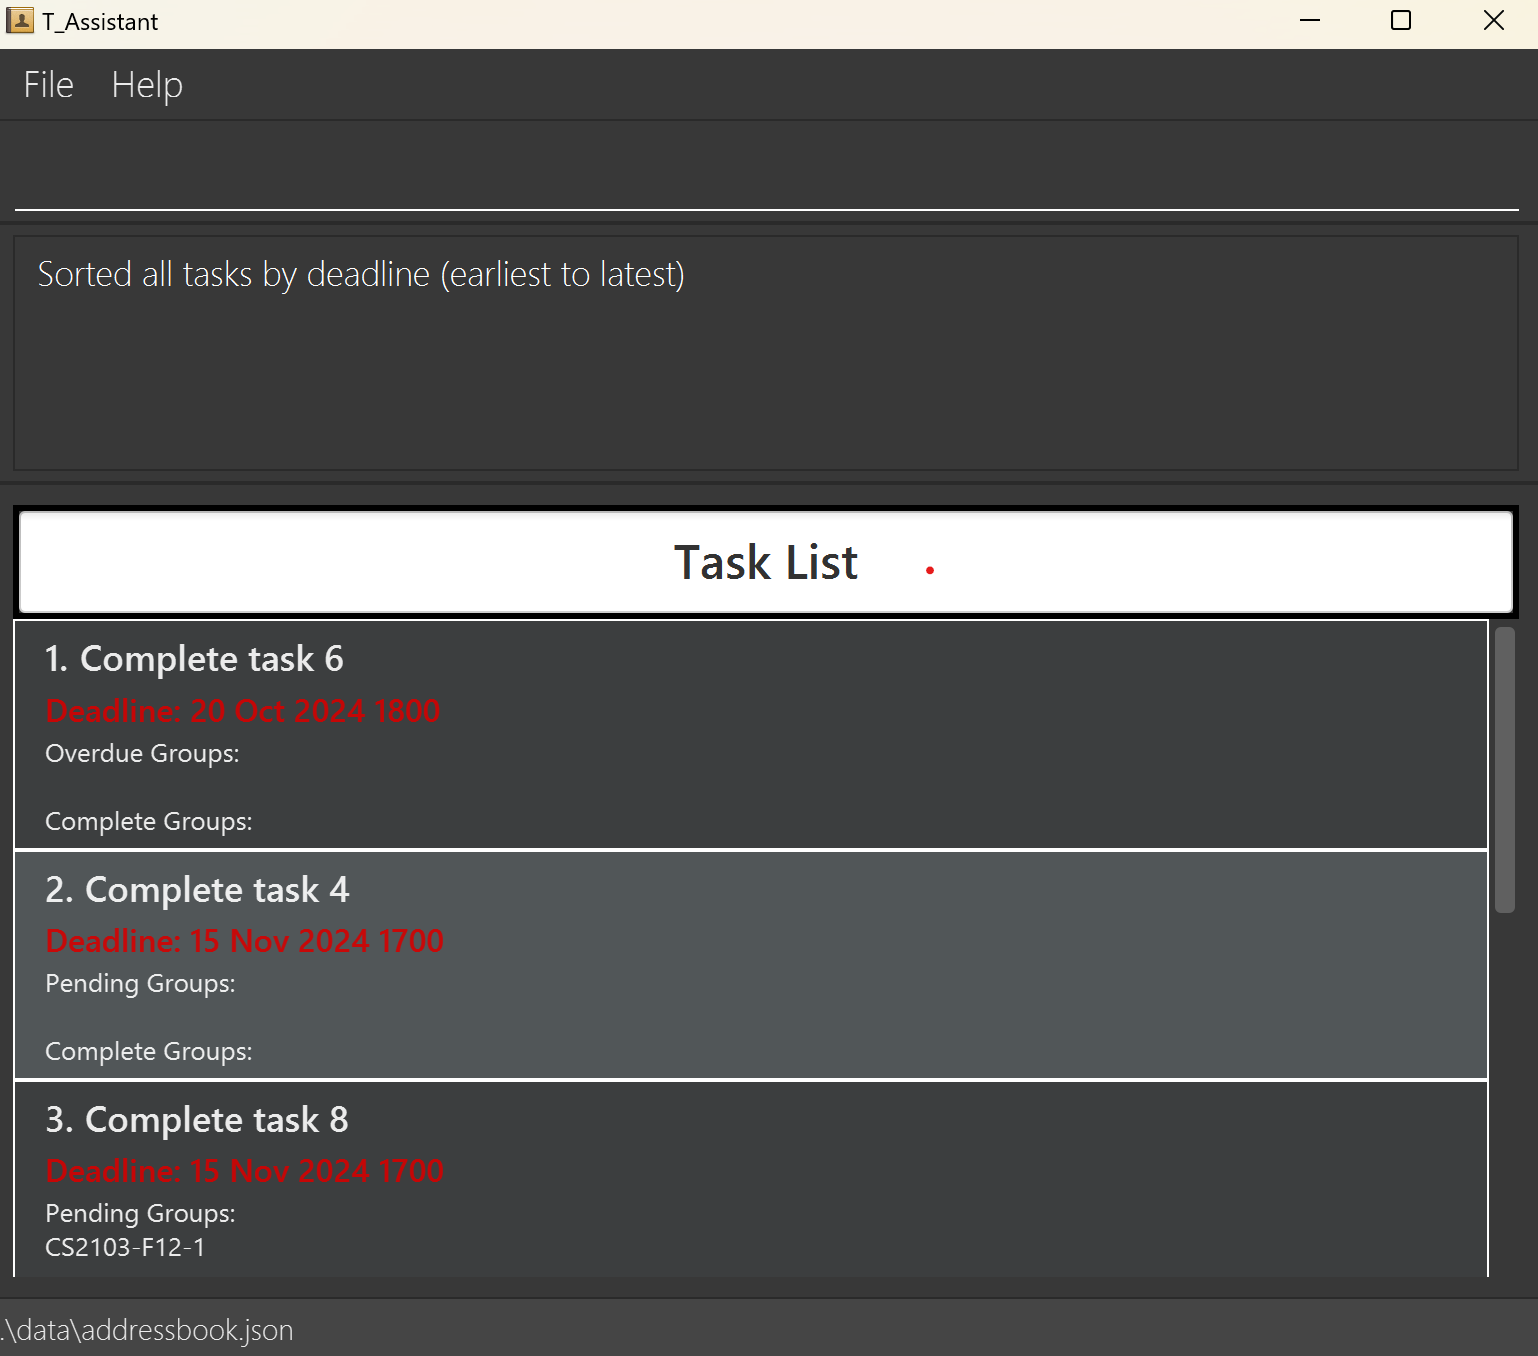 T_Assistant
File Help
Sorted all tasks by deadline (earliest to latest)
Task List
1. Complete task 6
Deadline: 20 Oct 2024 1800
Overdue Groups:
Complete Groups:
2. Complete task 4
Deadline: 15 Nov 2024 1700
Pending Groups:
Complete Groups:
3. Complete task 8
Deadline: 15 Nov 2024 1700
Pending Groups:
CS2103-F12-1
.\data\addressbook.json